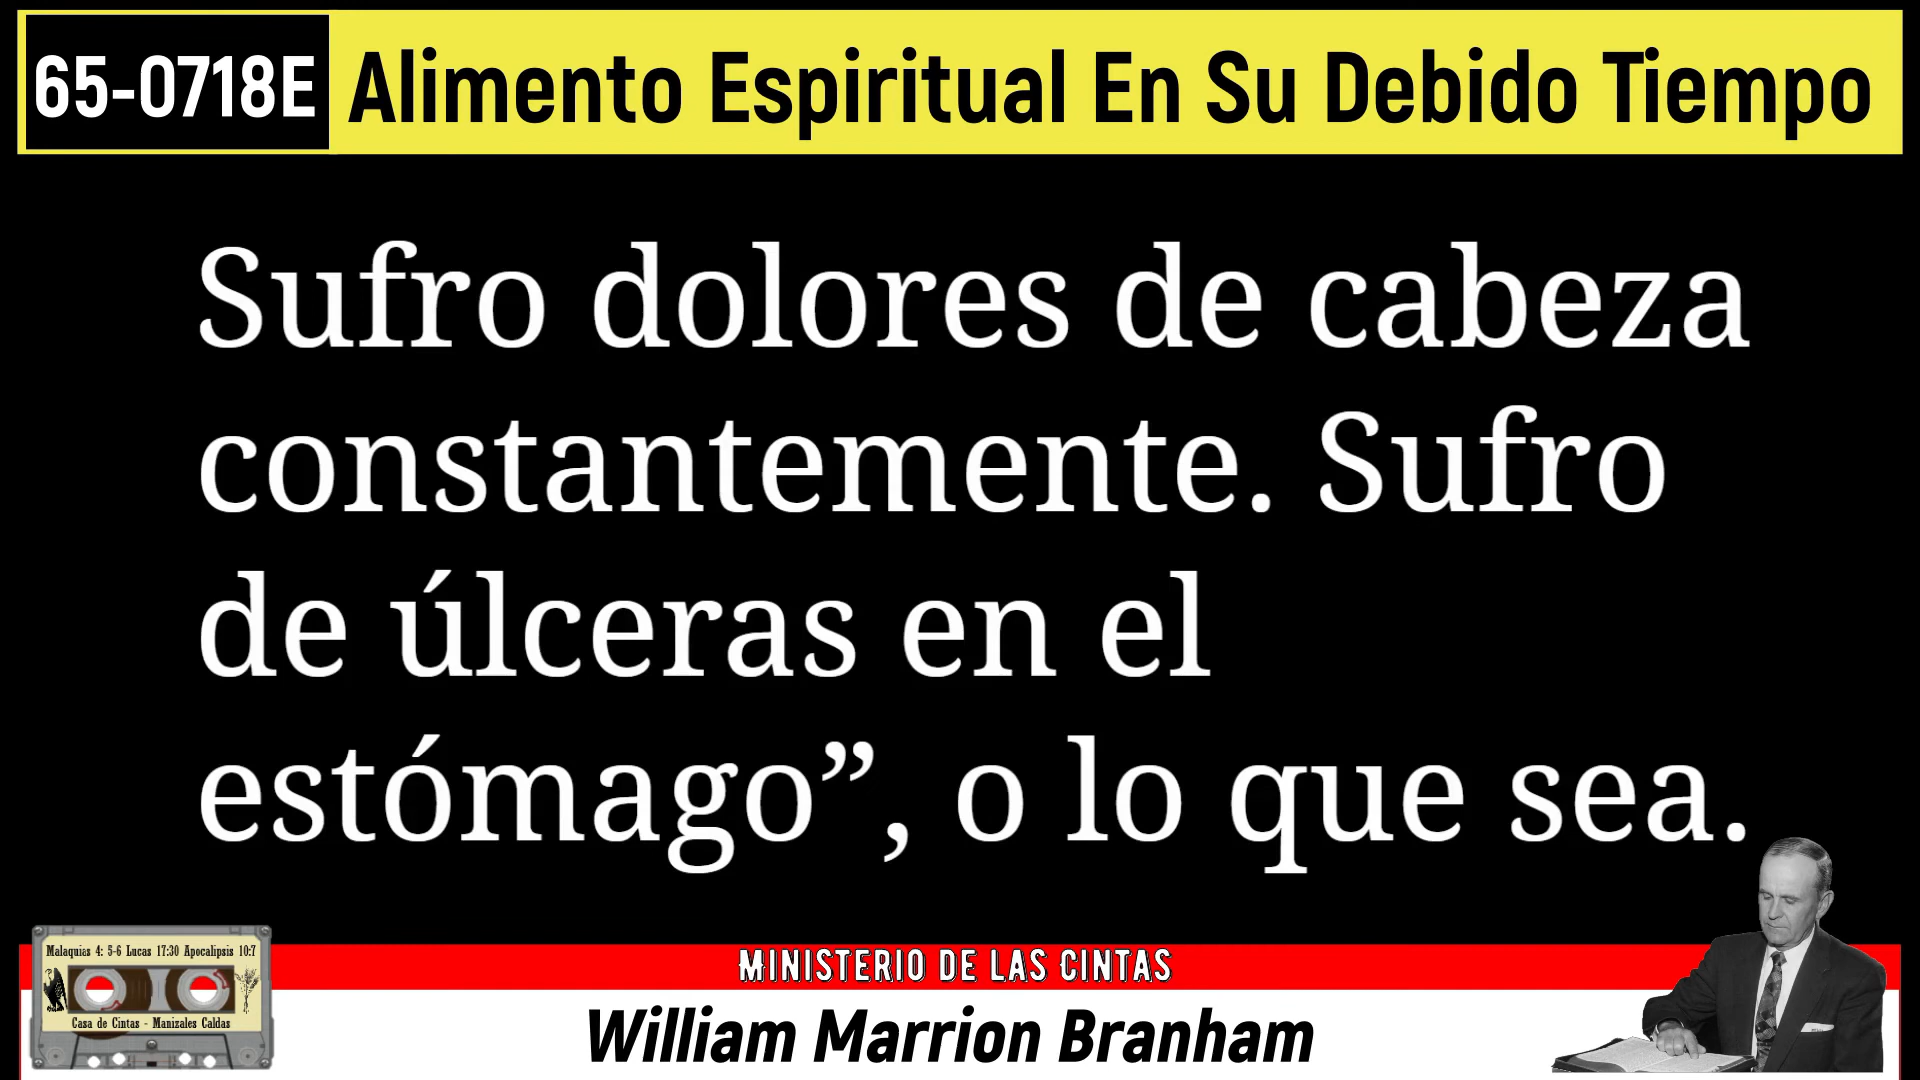 65-0718E Alimento Espiritual En Su Debido Tiempo
Sufro dolores de cabeza
constantemente. Sufro
de úlceras en el
estómago”, o lo que sea.
Malaquias 4: 5-6 Lucas 17:30 Apocalipsis 10:7
Casa de Cintas - Manizales Caldas
MINISTERIO DE LAS CINTAS
William Marrion Branham